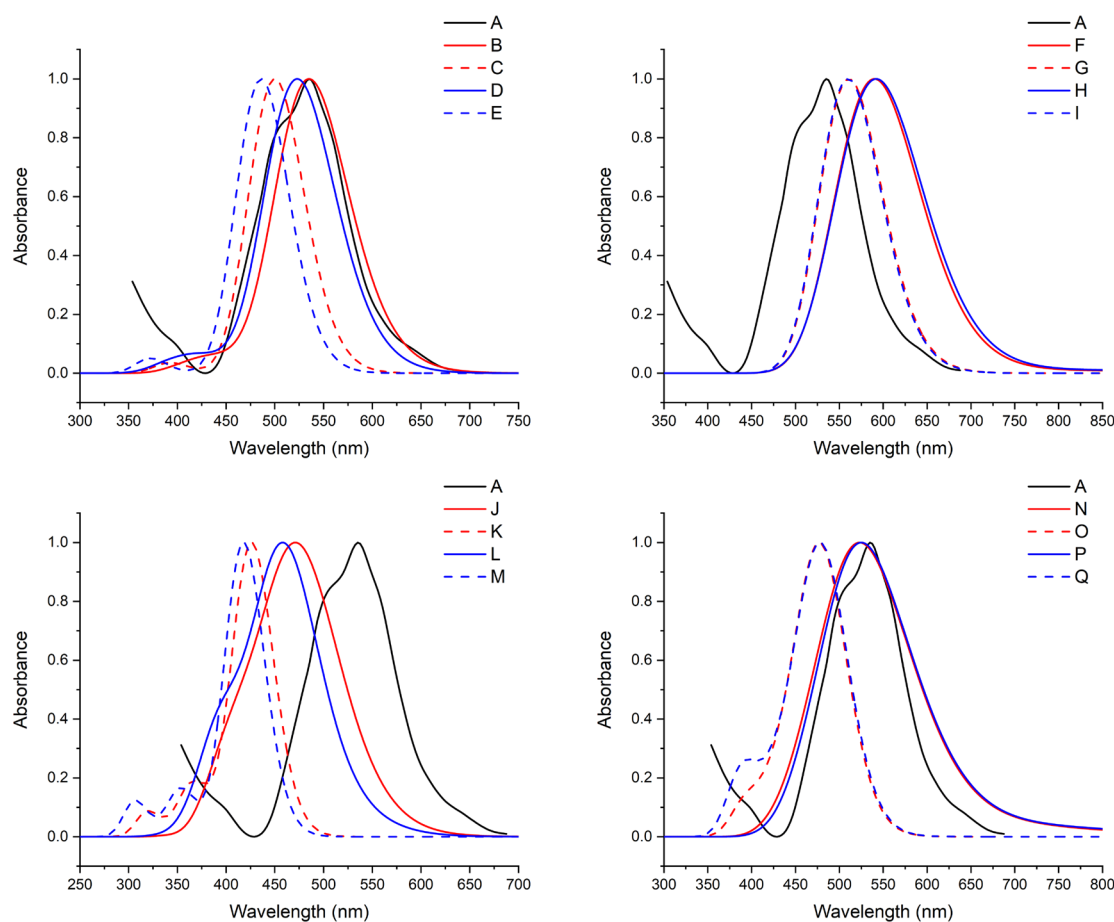 A
B
C
D
E
1.0
0.8
0.6
0.4
0.2
0.0
Absorbance
300 350 400 450 500 550 600 650 700 750
Wavelength (nm)
A
F
G
H
I
1.0
0.8
0.6
0.4
0.2
0.0
Absorbance
350 400 450 500 550 600 650 700 750 800 850
Wavelength (nm)
A
J
K
L
M
1.0
0.8
0.6
0.4
0.2
0.0
Absorbance
250 300 350 400 450 500 550 600 650 700
Wavelength (nm)
A
N
O
P
Q
1.0
0.8
0.6
0.4
0.2
0.0
Absorbance
300 350 400 450 500 550 600 650 700 750 800
Wavelength (nm)